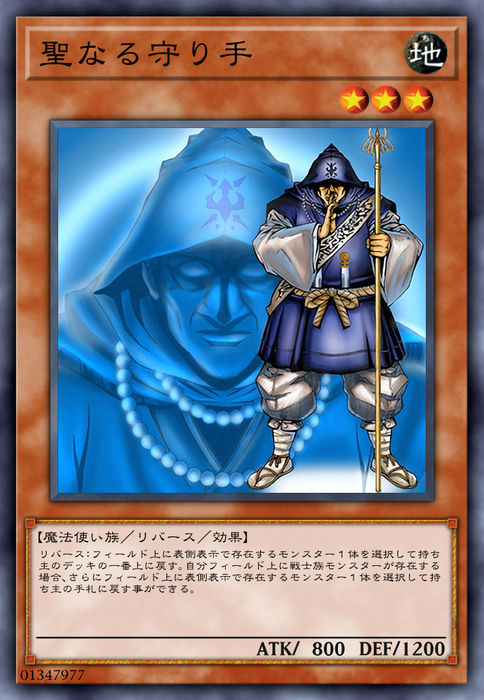 聖なる守り手
ち
地
【魔法使い族／リバース／効果】
リバース：フィールド上に表側表示で存在するモンスター１体を選択して持ち
主のデッキの一番上に戻す。自分フィールド上に戦士族モンスターが存在する
場合、さらにフィールド上に表側表示で存在するモンスター１体を選択して持
ち主の手札に戻す事ができる。
ATK/ 800 DEF/1200
01347977